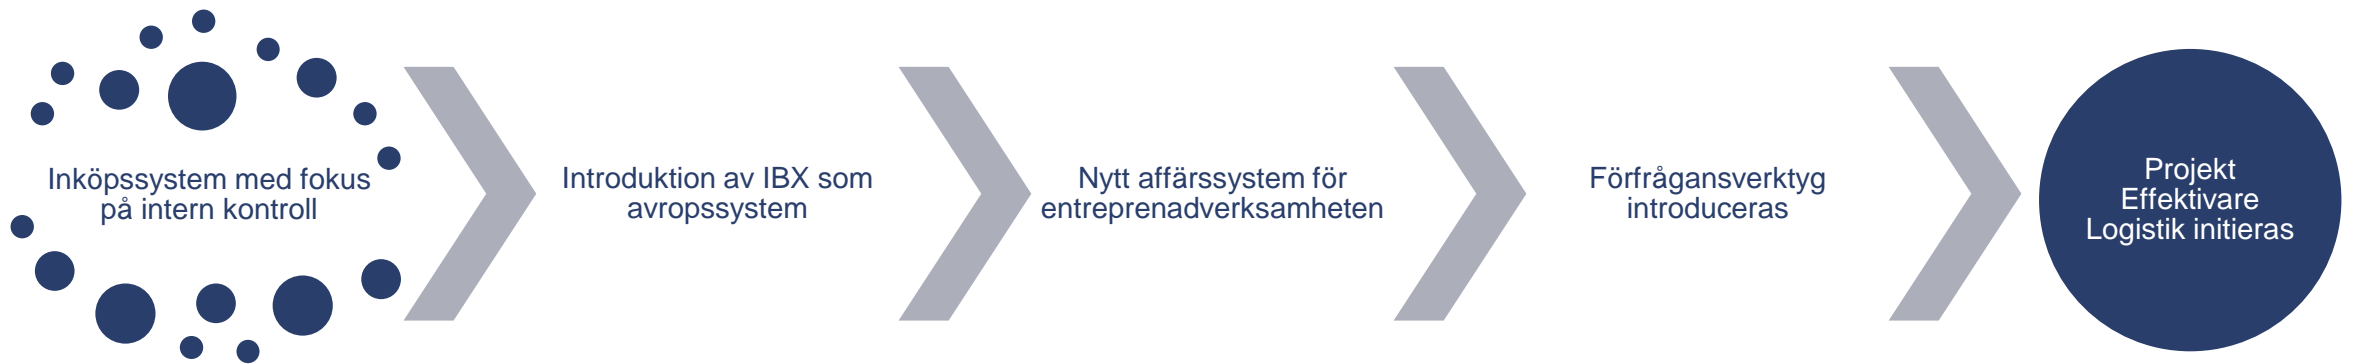 Inköpssystem med fokus
på intern kontroll
Introduktion av IBX som
avropssystem
Nytt affärssystem för
entreprenadverksamheten
Förfrågansverktyg
introduceras
Projekt
Effektivare
Logistik initieras